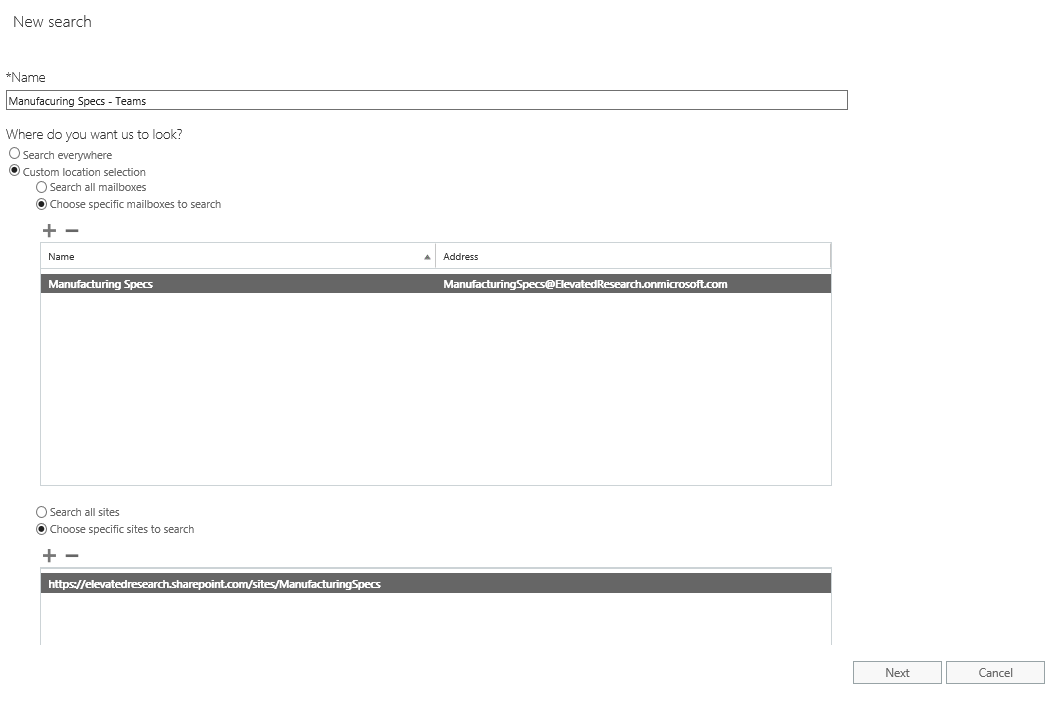 New search
*Name
Manufacuring Specs - Teams
Where do you want us to look?
Search everywhere
Custom location selection
Search all mailboxes
Choose specific mailboxes to search
Name Address
Manufacturing Specs ManufacturingSpecs@ElevatedResearch.onmicrosoft.com
Search all sites
Choose specific sites to search
https://elevatedresearch.sharepoint.com/sites/ManufacturingSpecs
Next Cancel